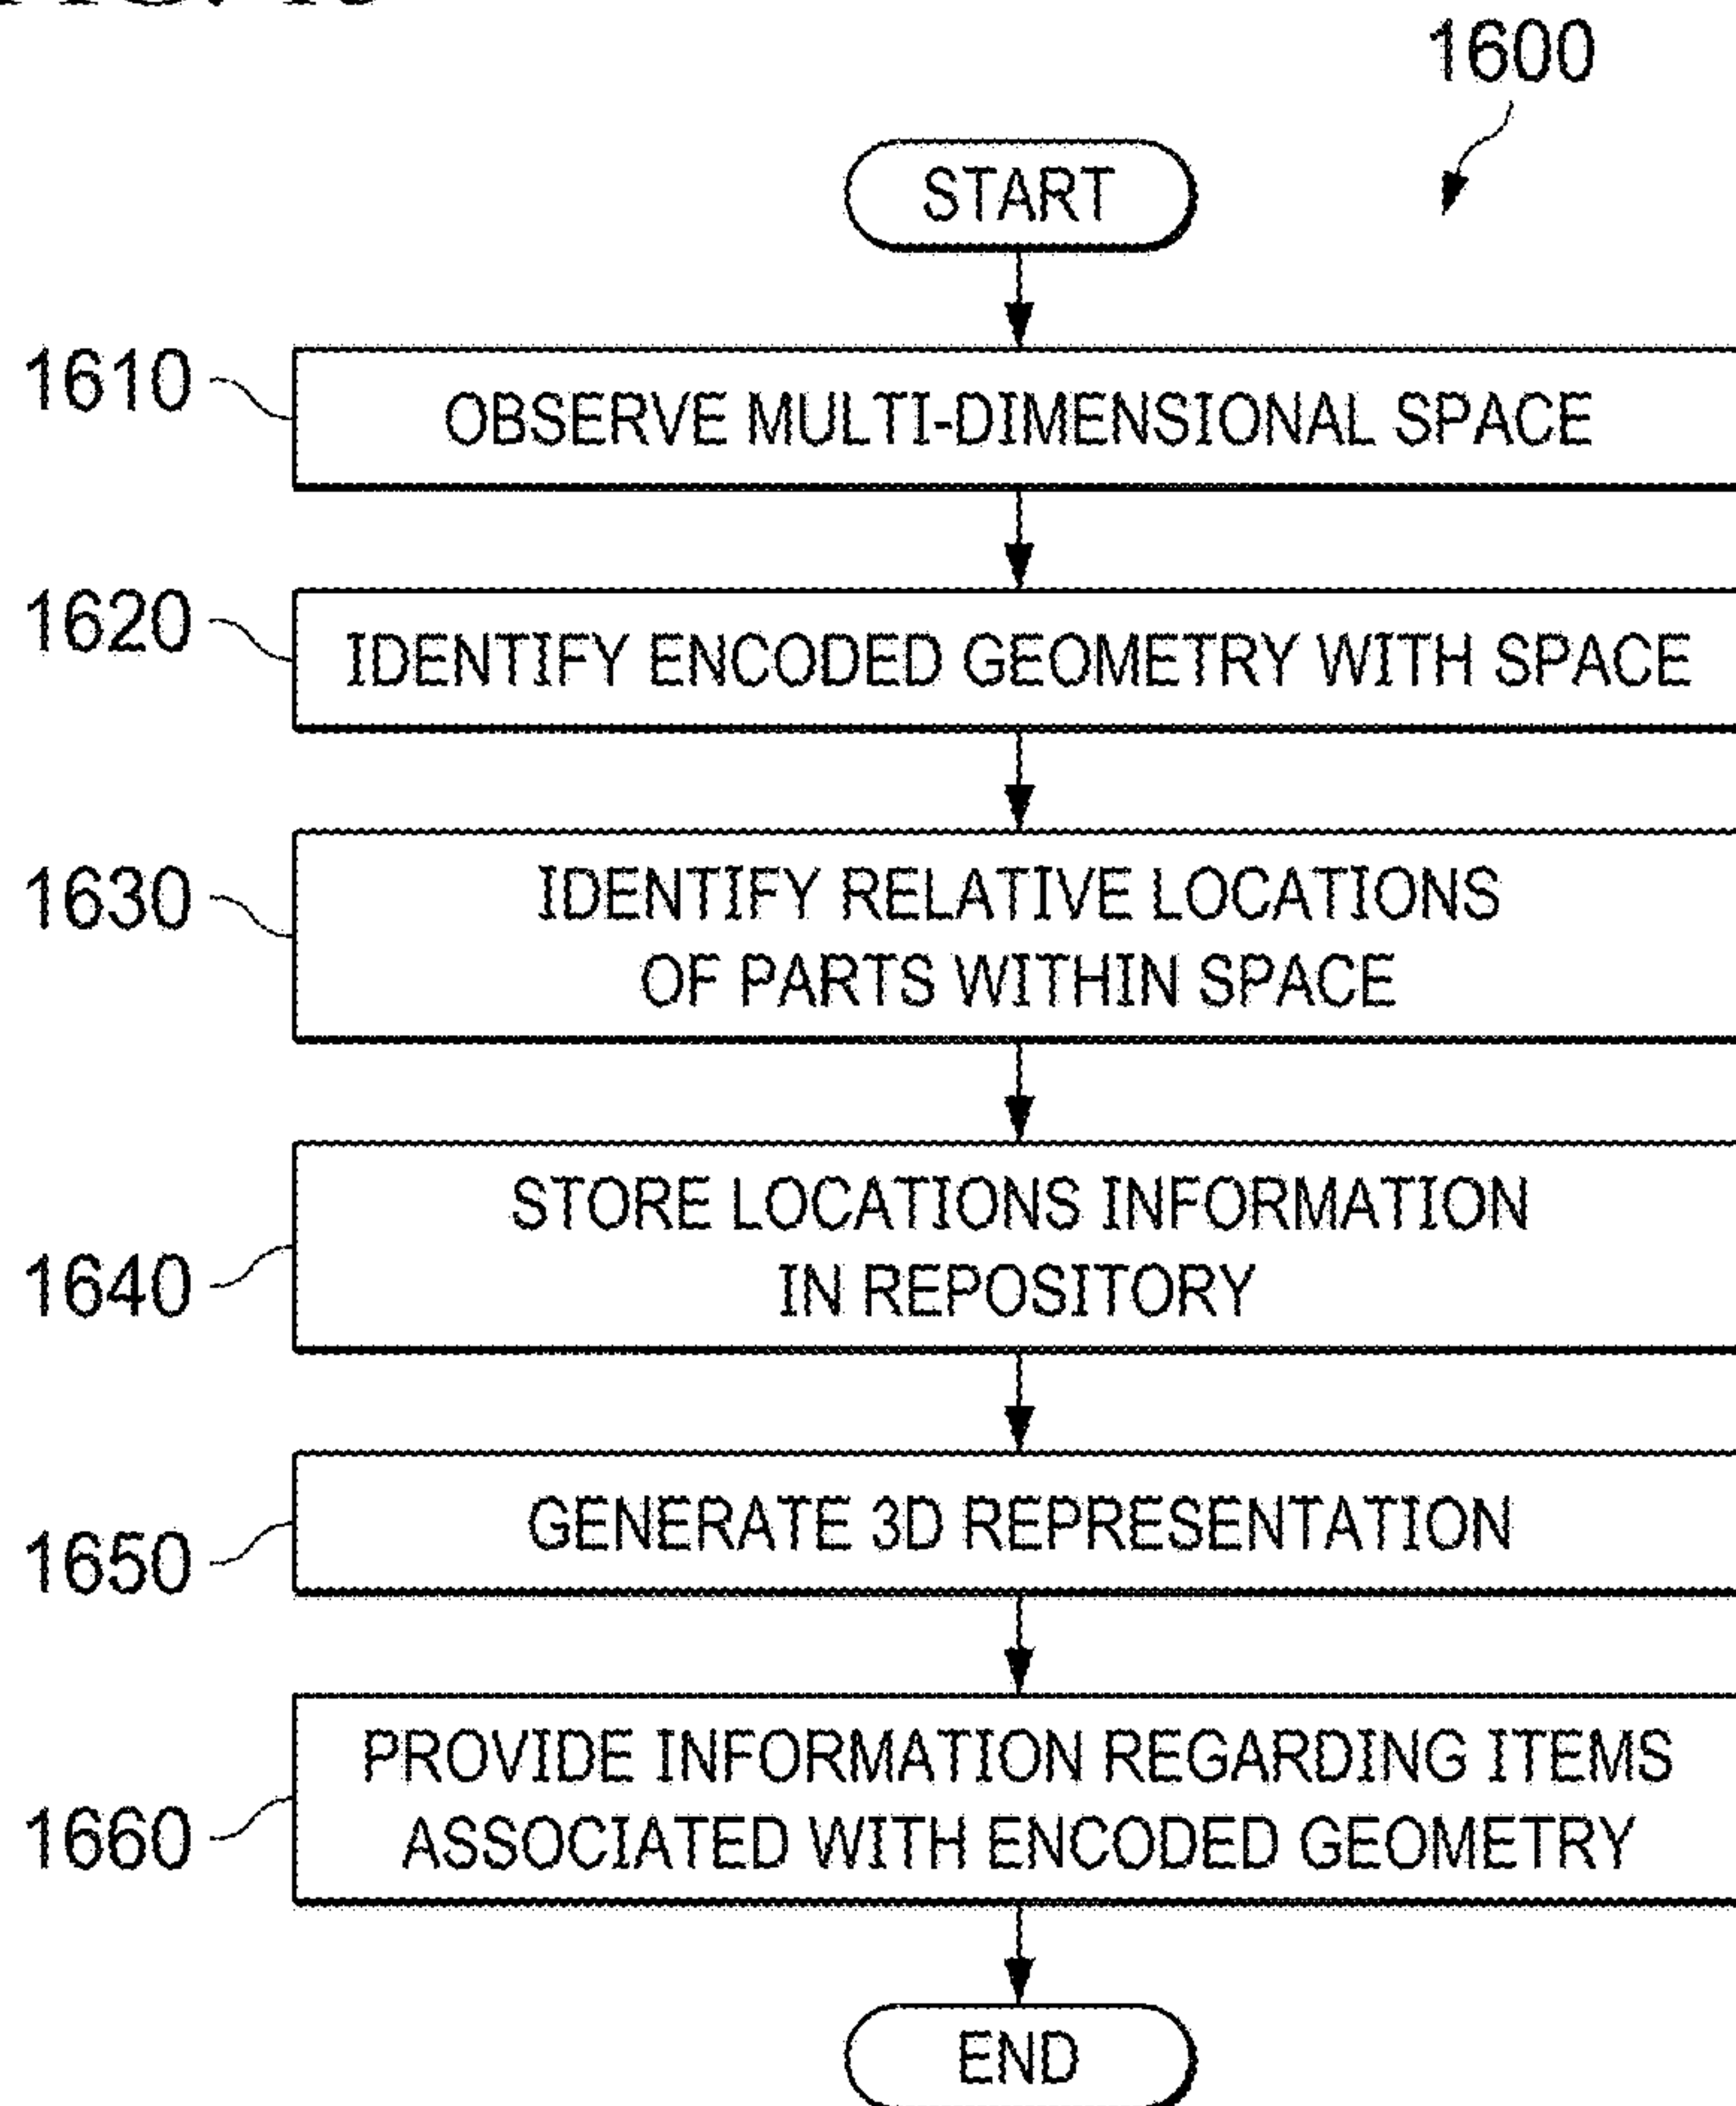 1600
START
1610
OBSERVE MULTI-DIMENSIONAL SPACE
1620
IDENTIFY ENCODED GEOMETRY WITH SPACE
1630
IDENTIFY RELATIVE LOCATIONS
OF PARTS WITHIN SPACE
1640
STORE LOCATIONS INFORMATION
IN REPOSITORY
1650
GENERATE 3D REPRESENTATION
1660
PROVIDE INFORMATION REGARDING ITEMS
ASSOCIATED WITH ENCODED GEOMETRY
END